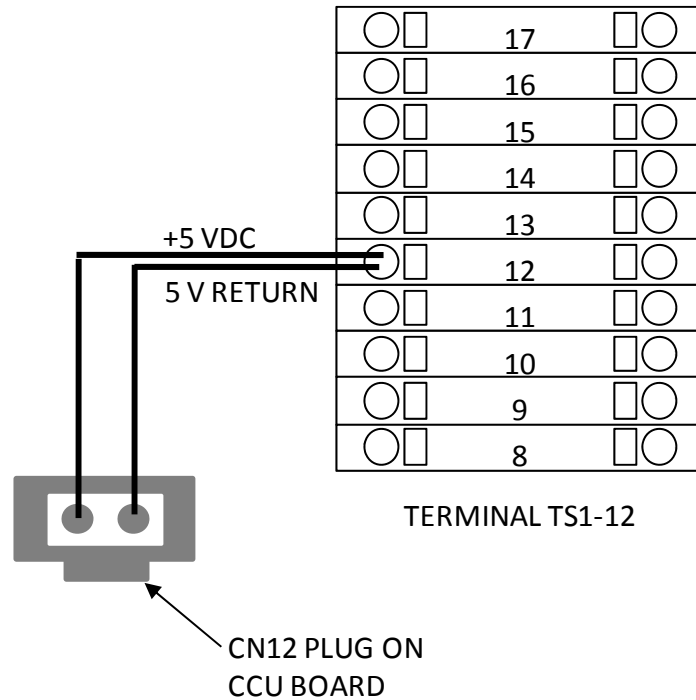 17
16
15
14
13
+5 VDC
12
5 V RETURN
11
10
9
8
TERMINAL TS1-12
CN12 PLUG ON
CCU BOARD